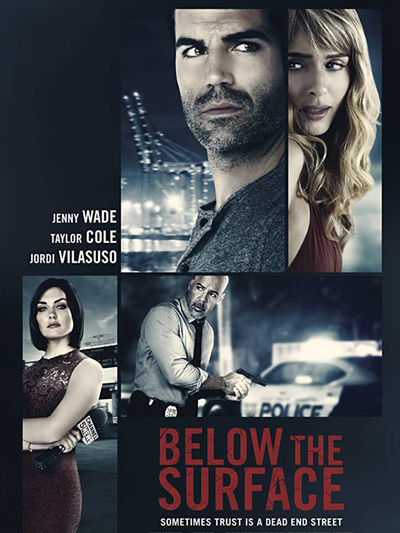 JENNY WADE
TAYLOR COLE
JORDI VILASUSO
POLICE
BELOW THE
SURFACE
SOMETIMES TRUST IS A DEAD END STREET